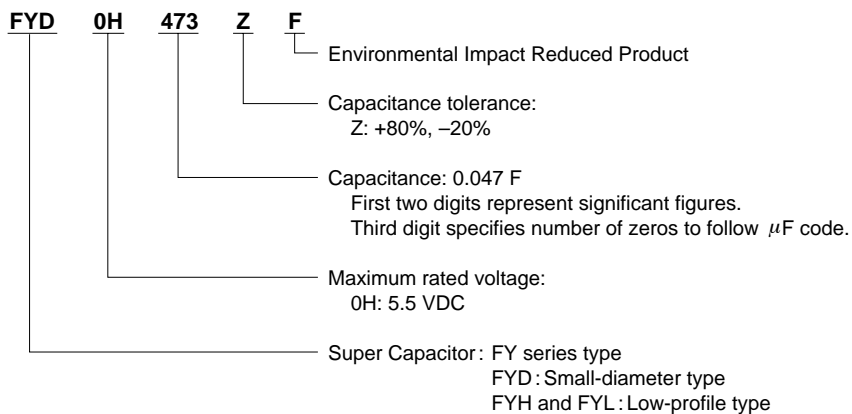 FYD 0H 473 Z F
Environmental Impact Reduced Product
Capacitance tolerance:
Z: +80%, –20%
Capacitance: 0.047 F
First two digits represent significant figures.
Third digit specifies number of zeros to follow μF code.
Maximum rated voltage:
0H: 5.5 VDC
Super Capacitor: FY series type
FYD: Small-diameter type
FYH and FYL: Low-profile type